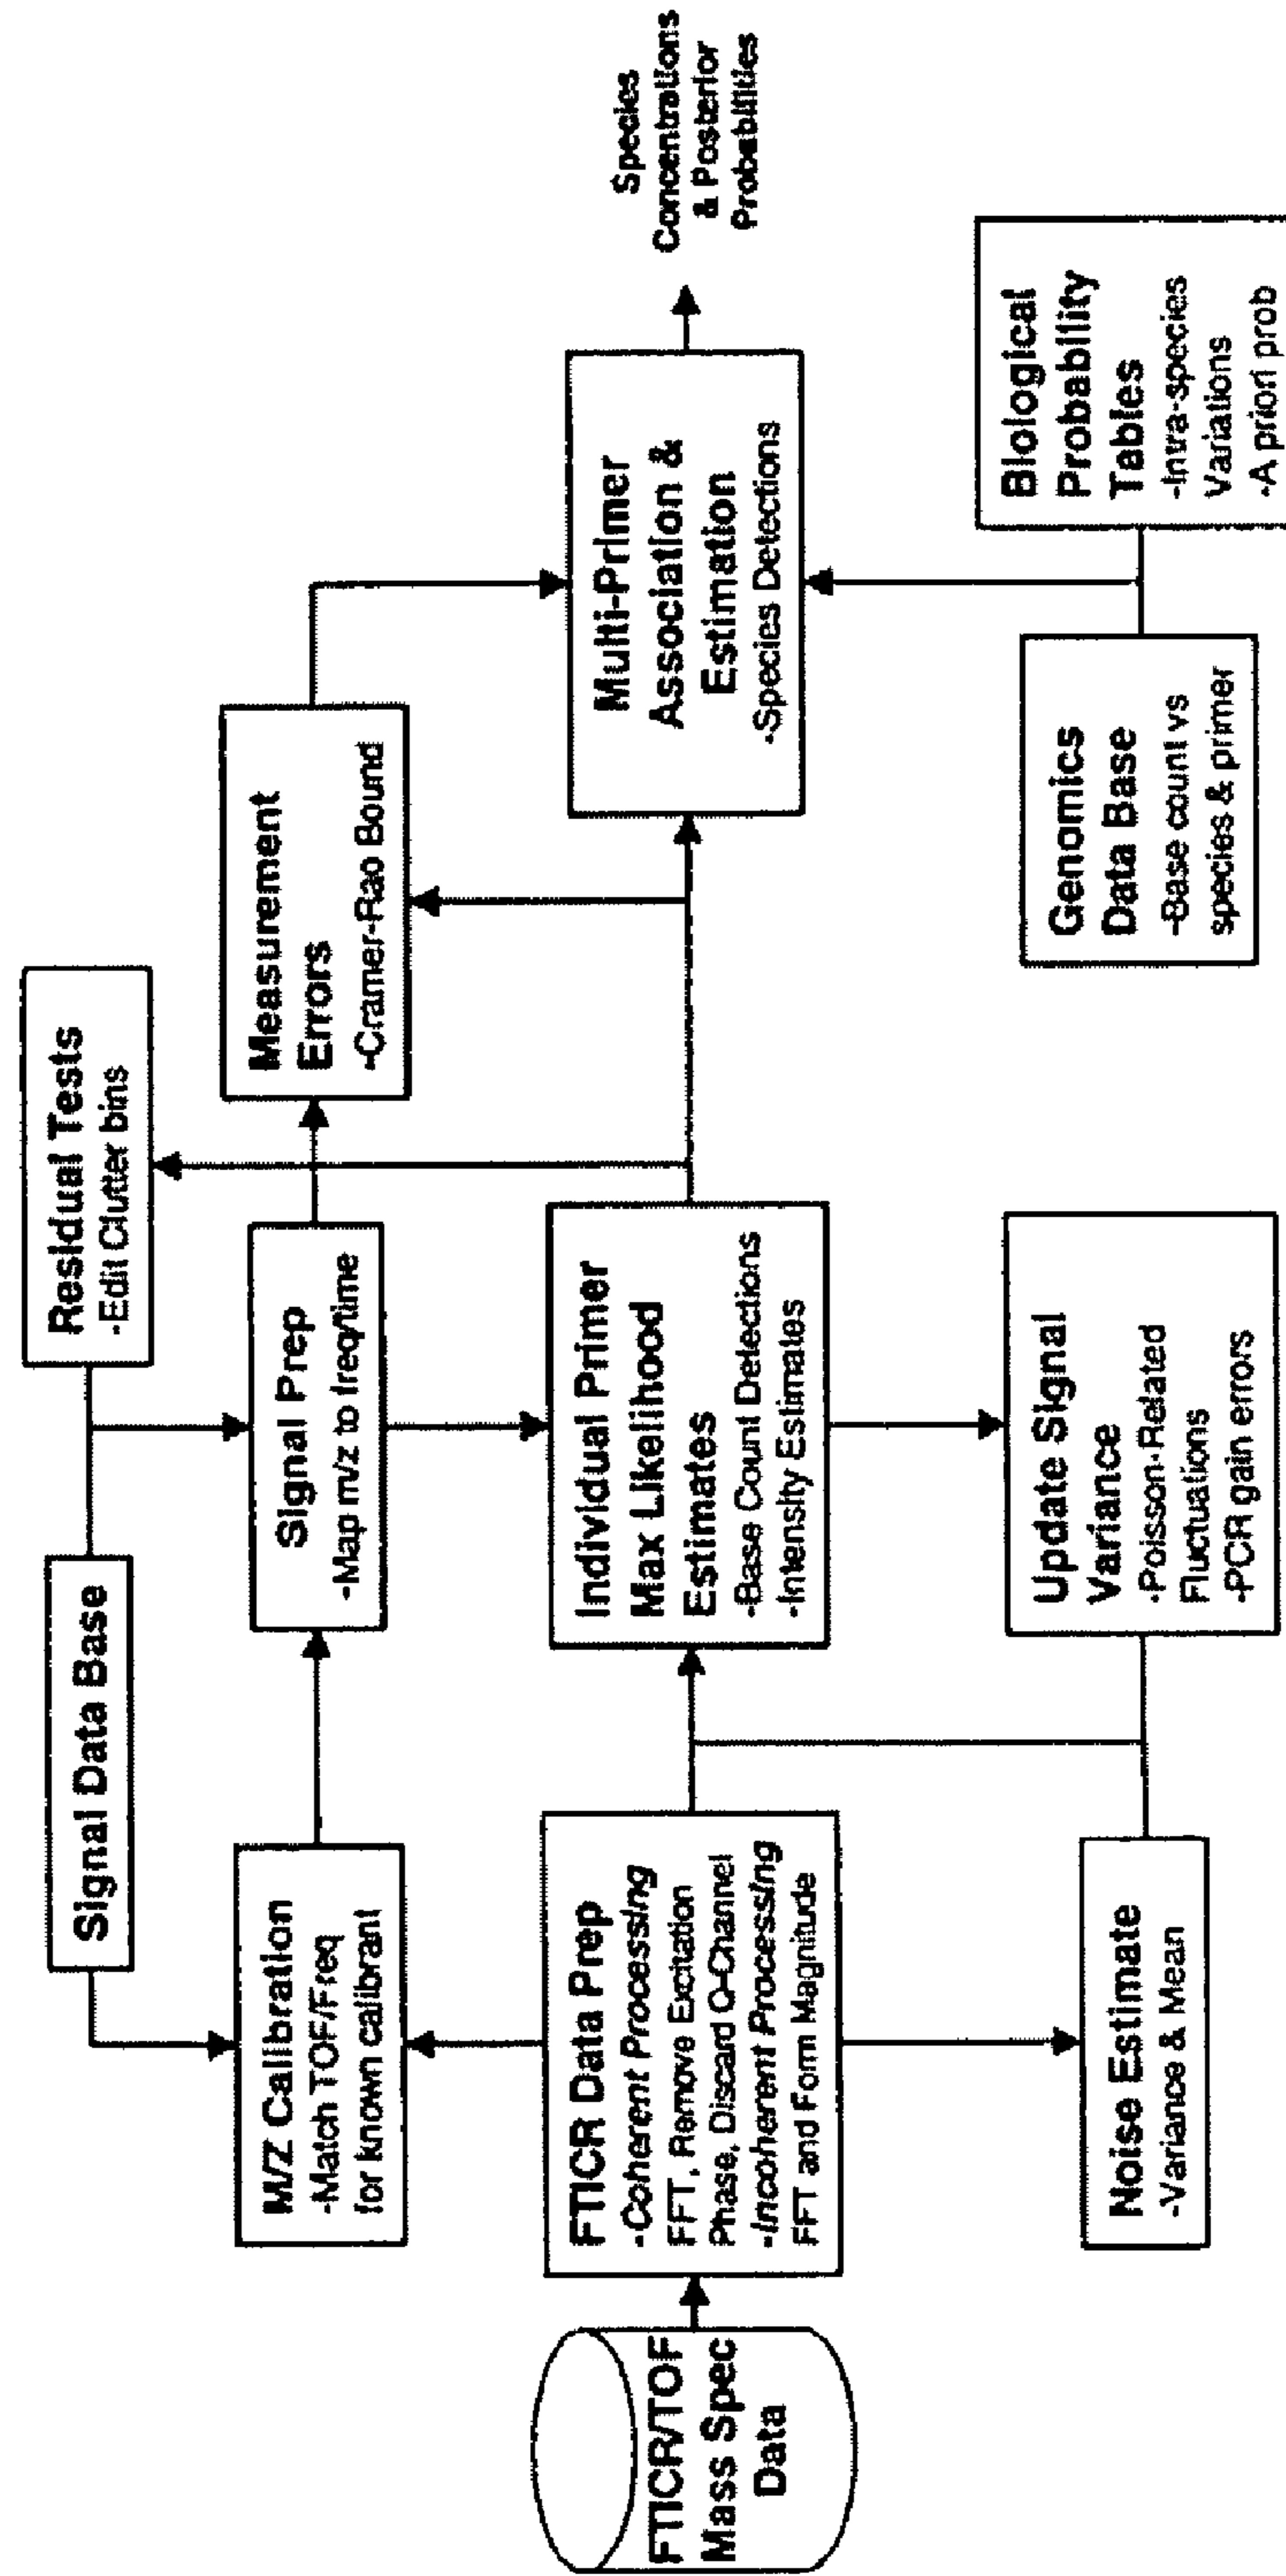 Signal Data Base
Residual Tests
-Edit Clutter bins
M/Z Calibration
-Match TOF/Freq
for known calibrant
Signal Prep
-Map m/z to freq/time
Measurement
Errors
-Cramer-Rao Bound
FTICR/TOF
Mass Spec
Data
FTICR Data Prep
-Coherent Processing
FFT, Remove Excitation
Phase, Discard Q-Channel
-Incoherent Processing
FFT and Form Magnitude
Individual Primer
Max Likelihood
Estimates
-Base Count Detections
-Intensity Estimates
Multi-Primer
Association &
Estimation
-Species Detections
Species
Concentrations
& Posterior
Probabilities
Noise Estimate
-Variance & Mean
Update Signal
Variance
-Poisson-Related
Fluctuations
-PCR gain errors
Genomics
Data Base
-Base count vs
species & primer
Biological
Probability
Tables
-Intra-species
Variations
-A priori prob